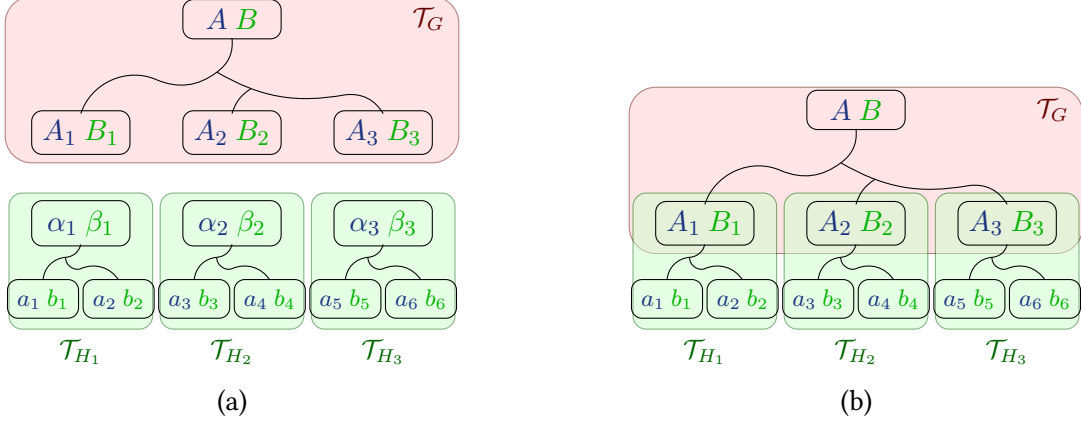 A B
𝒯_G
A₁ B₁ A₂ B₂ A₃ B₃
α₁ β₁ α₂ β₂ α₃ β₃
a₁ b₁ a₂ b₂ a₃ b₃ a₄ b₄ a₅ b₅ a₆ b₆
𝒯_{H₁} 𝒯_{H₂} 𝒯_{H₃}
(a)
A B
𝒯_G
A₁ B₁ A₂ B₂ A₃ B₃
a₁ b₁ a₂ b₂ a₃ b₃ a₄ b₄ a₅ b₅ a₆ b₆
𝒯_{H₁} 𝒯_{H₂} 𝒯_{H₃}
(b)